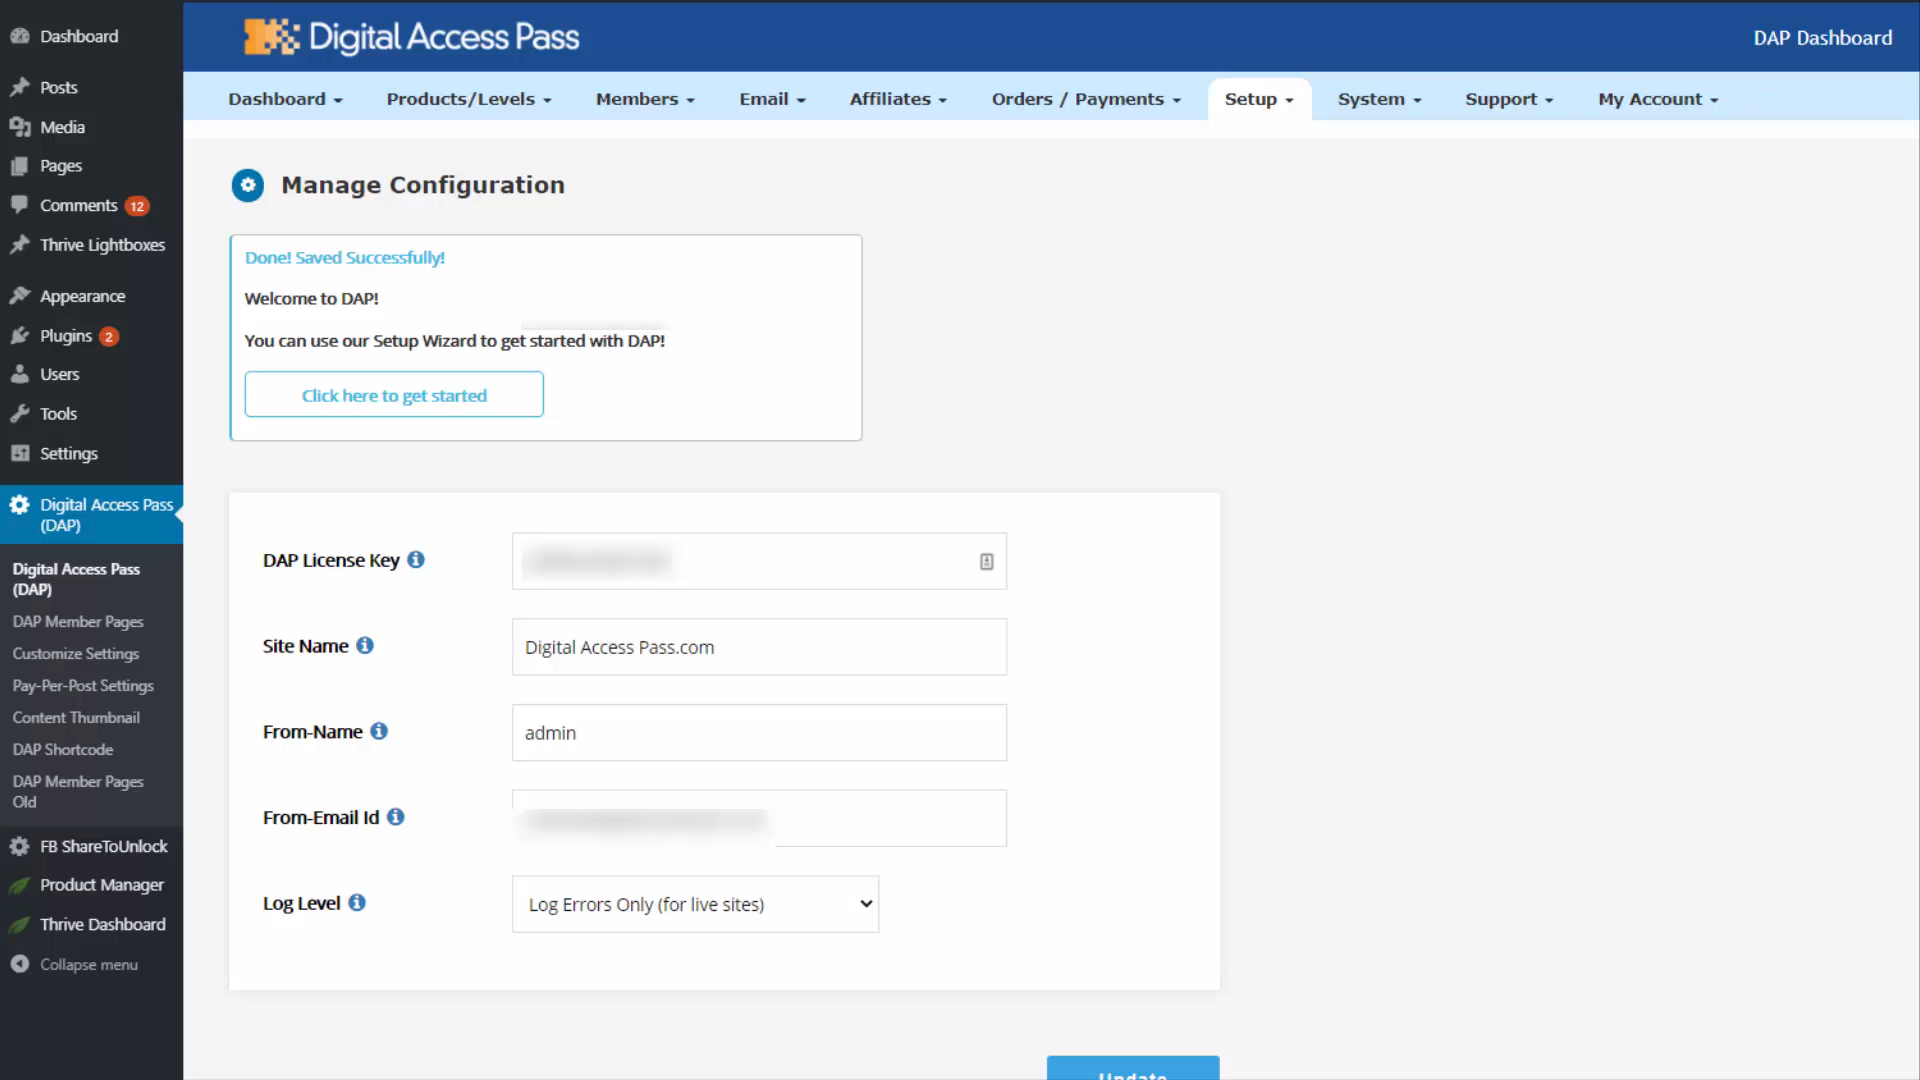 Dashboard
Posts
Media
Pages
Comments 12
Thrive Lightboxes
Appearance
Plugins 2
Users
Tools
Settings
Digital Access Pass
(DAP)
Digital Access Pass
(DAP)
DAP Member Pages
Customize Settings
Pay-Per-Post Settings
Content Thumbnail
DAP Shortcode
DAP Member Pages
Old
FB ShareToUnlock
Product Manager
Thrive Dashboard
Collapse menu
Digital Access Pass
DAP Dashboard
Dashboard Products/Levels Members Email Affiliates Orders / Payments Setup System Support My Account
Manage Configuration
Done! Saved Successfully!
Welcome to DAP!
You can use our Setup Wizard to get started with DAP!
Click here to get started
DAP License Key
Site Name Digital Access Pass.com
From-Name admin
From-Email Id
Log Level Log Errors Only (for live sites)
Update